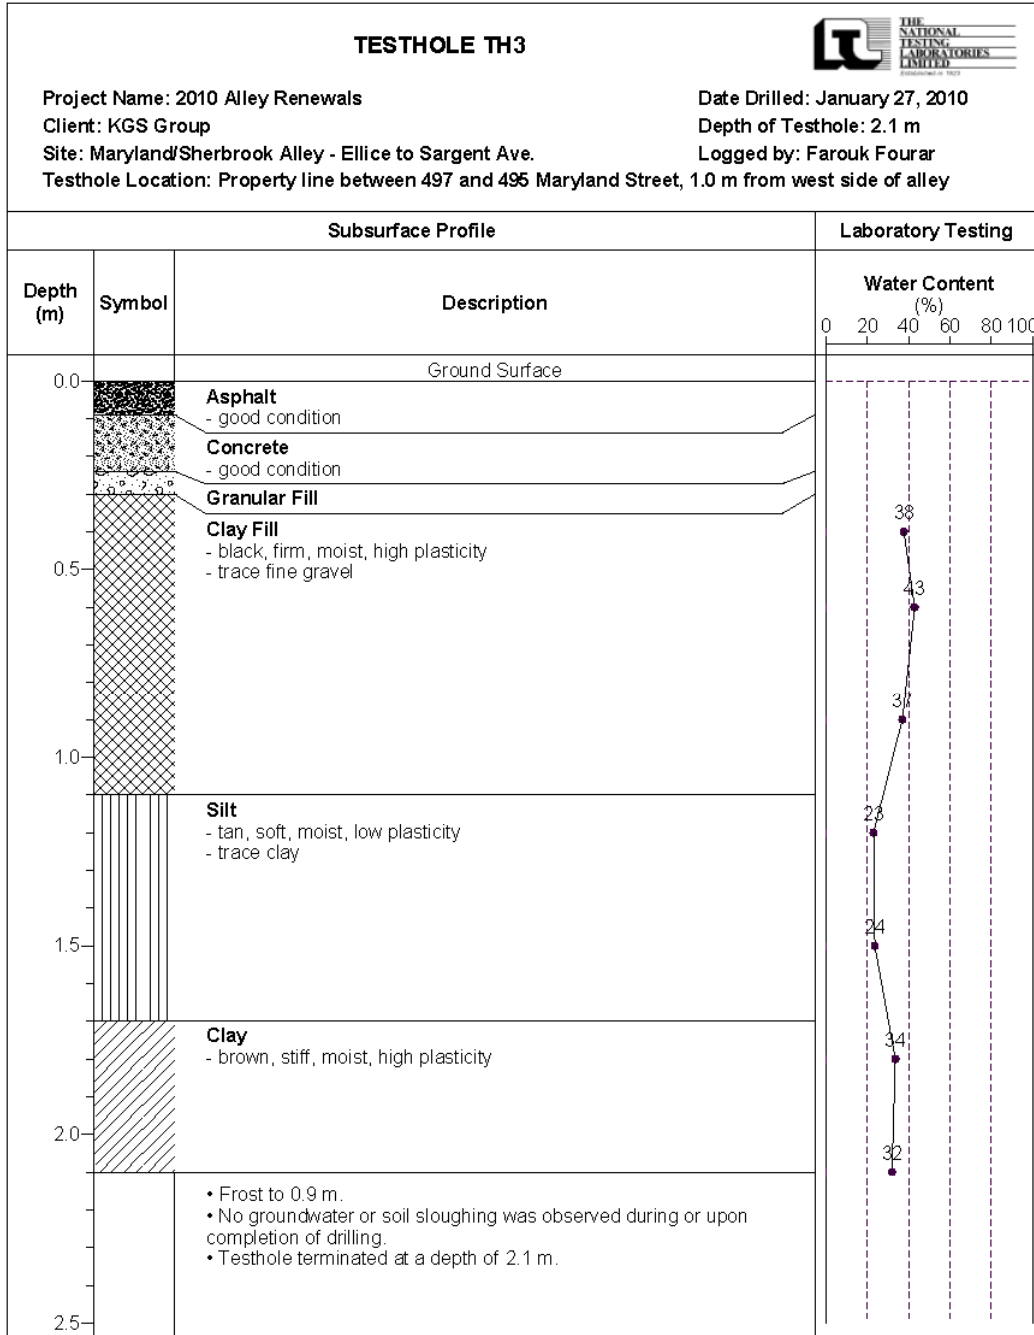 TESTHOLE TH3
THE
NATIONAL
TESTING
LABORATORIES
LIMITED
Established in 1923
Project Name: 2010 Alley Renewals
Date Drilled: January 27, 2010
Client: KGS Group
Depth of Testhole: 2.1 m
Site: Maryland/Sherbrook Alley - Ellice to Sargent Ave.
Logged by: Farouk Fourar
Testhole Location: Property line between 497 and 495 Maryland Street, 1.0 m from west side of alley
Subsurface Profile
Laboratory Testing
Depth
(m)
Symbol
Description
Water Content
(%)
0 20 40 60 80 100
Ground Surface
0.0
Asphalt
- good condition
Concrete
- good condition
Granular Fill
Clay Fill
- black, firm, moist, high plasticity
- trace fine gravel
38
0.5
43
37
1.0
Silt
- tan, soft, moist, low plasticity
- trace clay
23
24
1.5
Clay
- brown, stiff, moist, high plasticity
34
2.0
32
• Frost to 0.9 m.
• No groundwater or soil sloughing was observed during or upon
completion of drilling.
• Testhole terminated at a depth of 2.1 m.
2.5